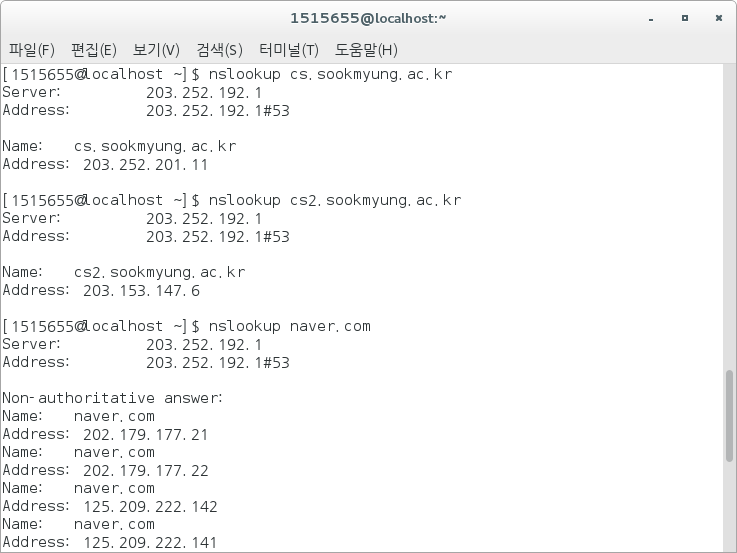 1515655@localhost:~
파일(F) 편집(E) 보기(V) 검색(S) 터미널(T) 도움말(H)
[1515655@localhost ~]$ nslookup cs.sookmyung.ac.kr
Server: 203.252.192.1
Address: 203.252.192.1#53
Name: cs.sookmyung.ac.kr
Address: 203.252.201.11
[1515655@localhost ~]$ nslookup cs2.sookmyung.ac.kr
Server: 203.252.192.1
Address: 203.252.192.1#53
Name: cs2.sookmyung.ac.kr
Address: 203.153.147.6
[1515655@localhost ~]$ nslookup naver.com
Server: 203.252.192.1
Address: 203.252.192.1#53
Non-authoritative answer:
Name: naver.com
Address: 202.179.177.21
Name: naver.com
Address: 202.179.177.22
Name: naver.com
Address: 125.209.222.142
Name: naver.com
Address: 125.209.222.141